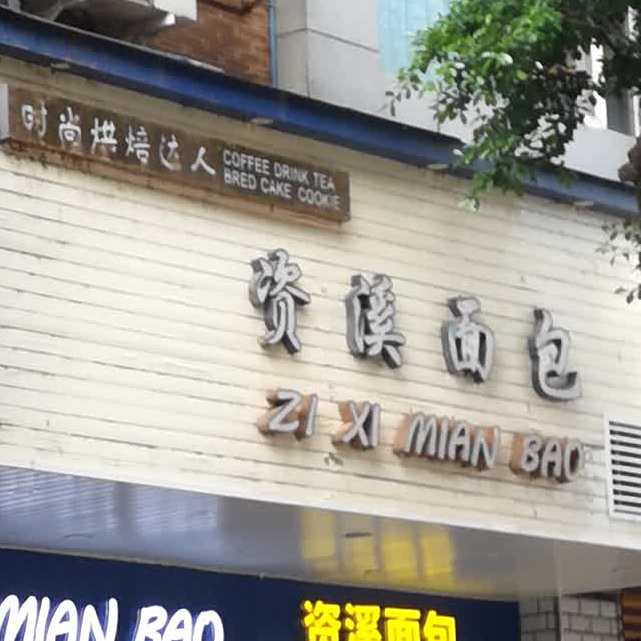 时尚烘焙达人
COFFEE DRINK TEA
BRED CAKE COOKIE
资溪面包
ZI XI MIAN BAO
MIAN BAO
资溪面包